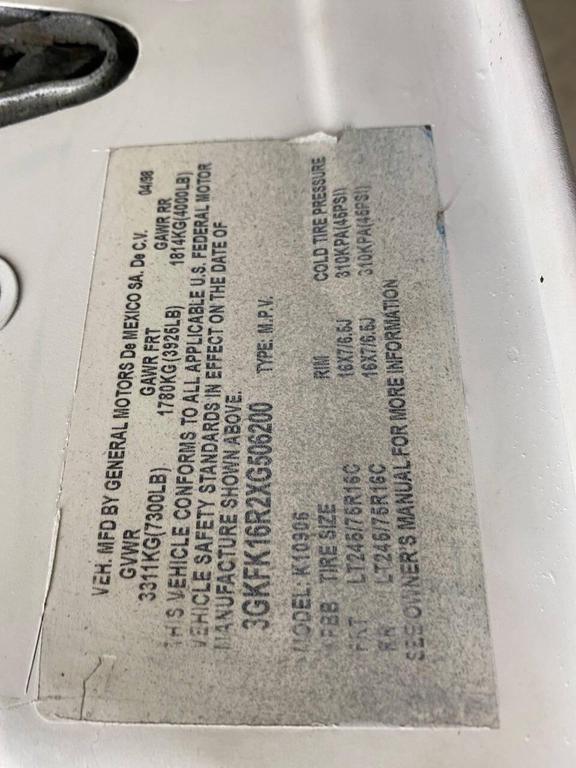 VEH. MFD BY GENERAL MOTORS De MEXICO SA. De C.V. 04/98
GVWR GAWR FRT GAWR RR
3311KG(7300LB) 1780KG(3925LB) 1814KG(4000LB)
THIS VEHICLE CONFORMS TO ALL APPLICABLE U.S. FEDERAL MOTOR
VEHICLE SAFETY STANDARDS IN EFFECT ON THE DATE OF
MANUFACTURE SHOWN ABOVE.
3GKFK16R2XG506200 TYPE: M.P.V.
MODEL: K10906
PBB TIRE SIZE RIM COLD TIRE PRESSURE
FRT LT245/75R16C 16X7/6.5J 310KPA(45PSI)
RR LT245/75R16C 16X7/6.5J 310KPA(45PSI)
SEE OWNER'S MANUAL FOR MORE INFORMATION